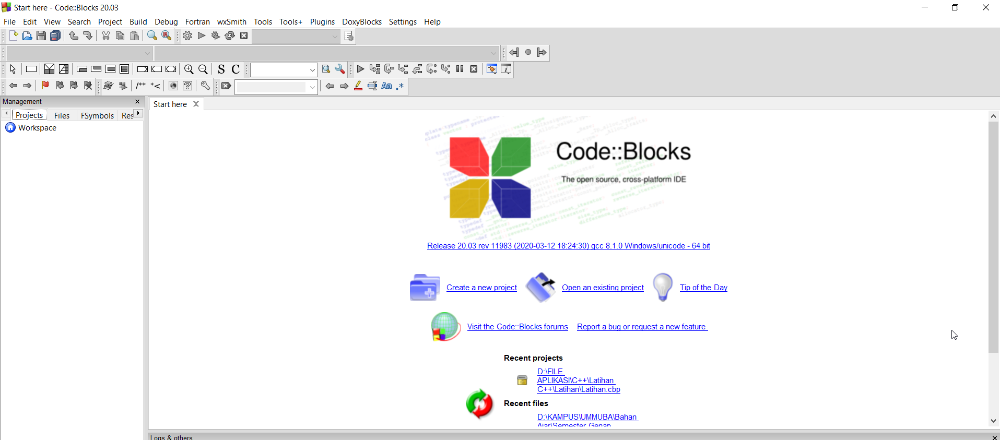 Start here - Code::Blocks 20.03
File Edit View Search Project Build Debug Fortran wxSmith Tools Tools+ Plugins DoxyBlocks Settings Help
S C
/** *<
Aa .*
Management
Projects Files FSymbols Res
Workspace
Start here
Code::Blocks
The open source, cross-platform IDE
Release 20.03 rev 11983 (2020-03-12 18:24:30) gcc 8.1.0 Windows/unicode - 64 bit
Create a new project Open an existing project Tip of the Day
Visit the Code::Blocks forums Report a bug or request a new feature
Recent projects
D:\FILE
APLIKASI\C++\Latihan
C++\Latihan\Latihan.cbp
Recent files
D:\KAMPUS\UMMUBA\Bahan
Ajar\Semester Genap
Logs & others